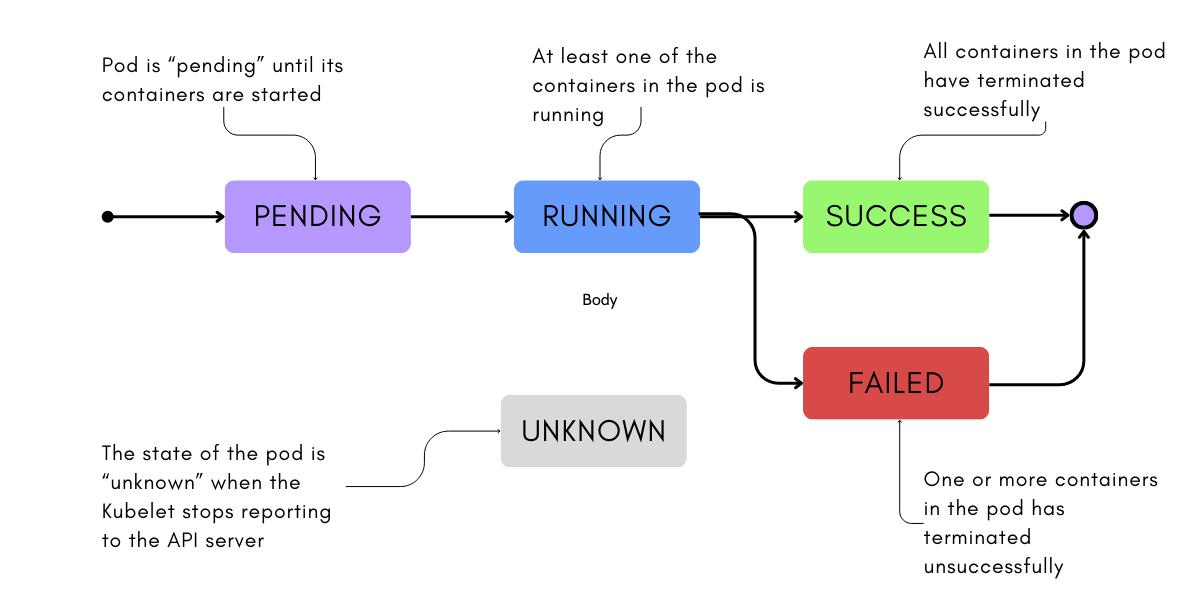 Pod is “pending” until its
containers are started
At least one of the
containers in the pod is
running
All containers in the pod
have terminated
successfully
PENDING
RUNNING
SUCCESS
Body
FAILED
UNKNOWN
The state of the pod is
“unknown” when the
Kubelet stops reporting
to the API server
One or more containers
in the pod has
terminated
unsuccessfully